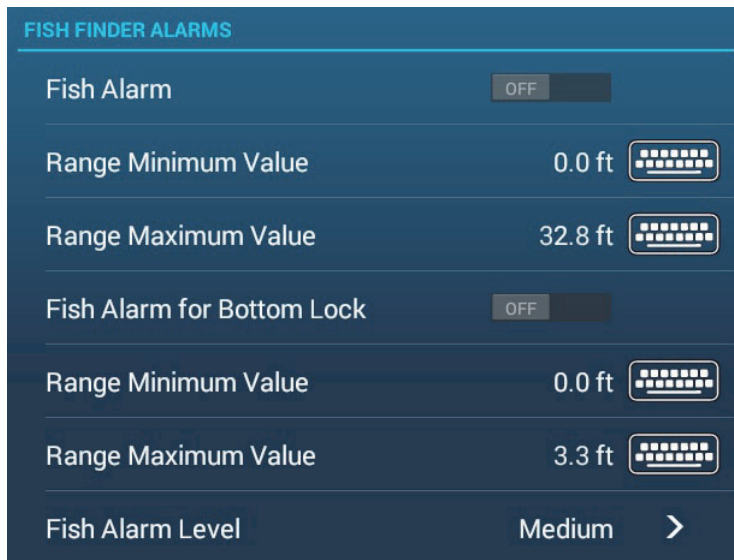 FISH FINDER ALARMS
Fish Alarm OFF
Range Minimum Value 0.0 ft
Range Maximum Value 32.8 ft
Fish Alarm for Bottom Lock OFF
Range Minimum Value 0.0 ft
Range Maximum Value 3.3 ft
Fish Alarm Level Medium